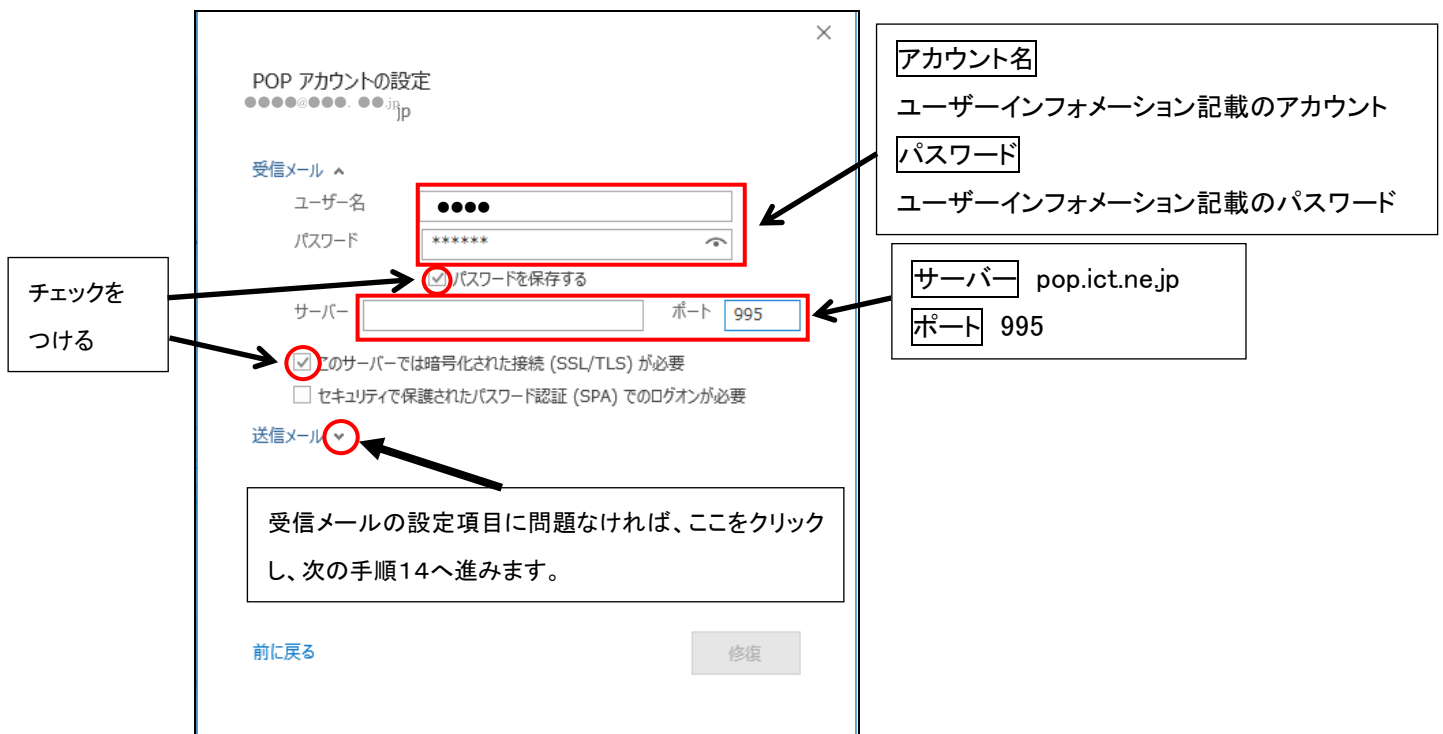 POP アカウントの設定
●●●●@●●●. ●●.jp
jp
受信メール
ユーザー名 ●●●●
パスワード ******
パスワードを保存する
サーバー ポート 995
このサーバーでは暗号化された接続 (SSL/TLS) が必要
セキュリティで保護されたパスワード認証 (SPA) でのログオンが必要
送信メール
受信メールの設定項目に問題なければ、ここをクリック
し、次の手順14へ進みます。
前に戻る 修復
チェックを
つける
アカウント名
ユーザーインフォメーション記載のアカウント
パスワード
ユーザーインフォメーション記載のパスワード
サーバー pop.ict.ne.jp
ポート 995